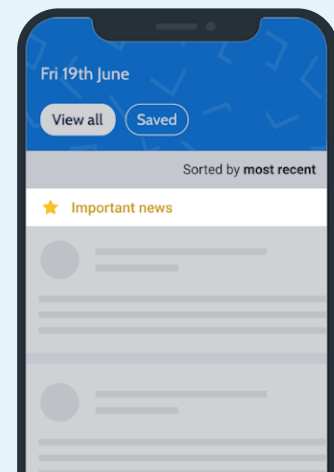 Fri 19th June
View all Saved
Sorted by most recent
Important news